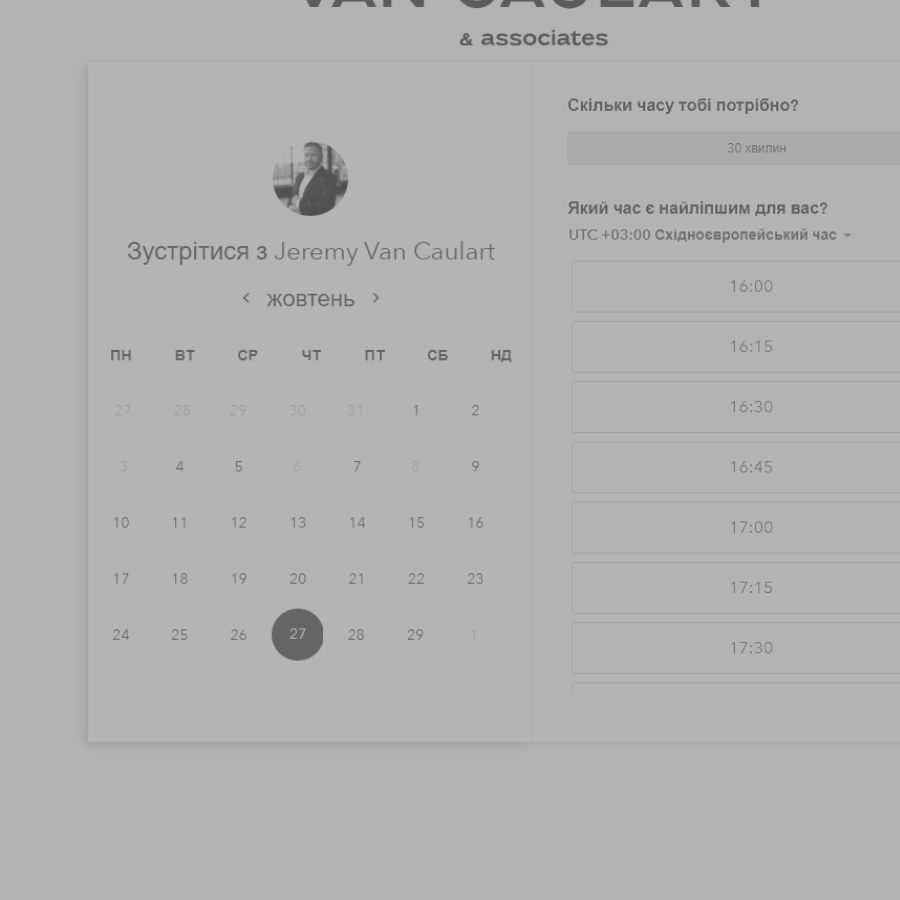 VAN CAULART
& associates
Зустрітися з Jeremy Van Caulart
жовтень
ПН ВТ СР ЧТ ПТ СБ НД
27 28 29 30 31 1 2
3 4 5 6 7 8 9
10 11 12 13 14 15 16
17 18 19 20 21 22 23
24 25 26 27 28 29 1
Скільки часу тобі потрібно?
30 хвилин
Який час є найліпшим для вас?
UTC +03:00 Східноєвропейський час
16:00
16:15
16:30
16:45
17:00
17:15
17:30